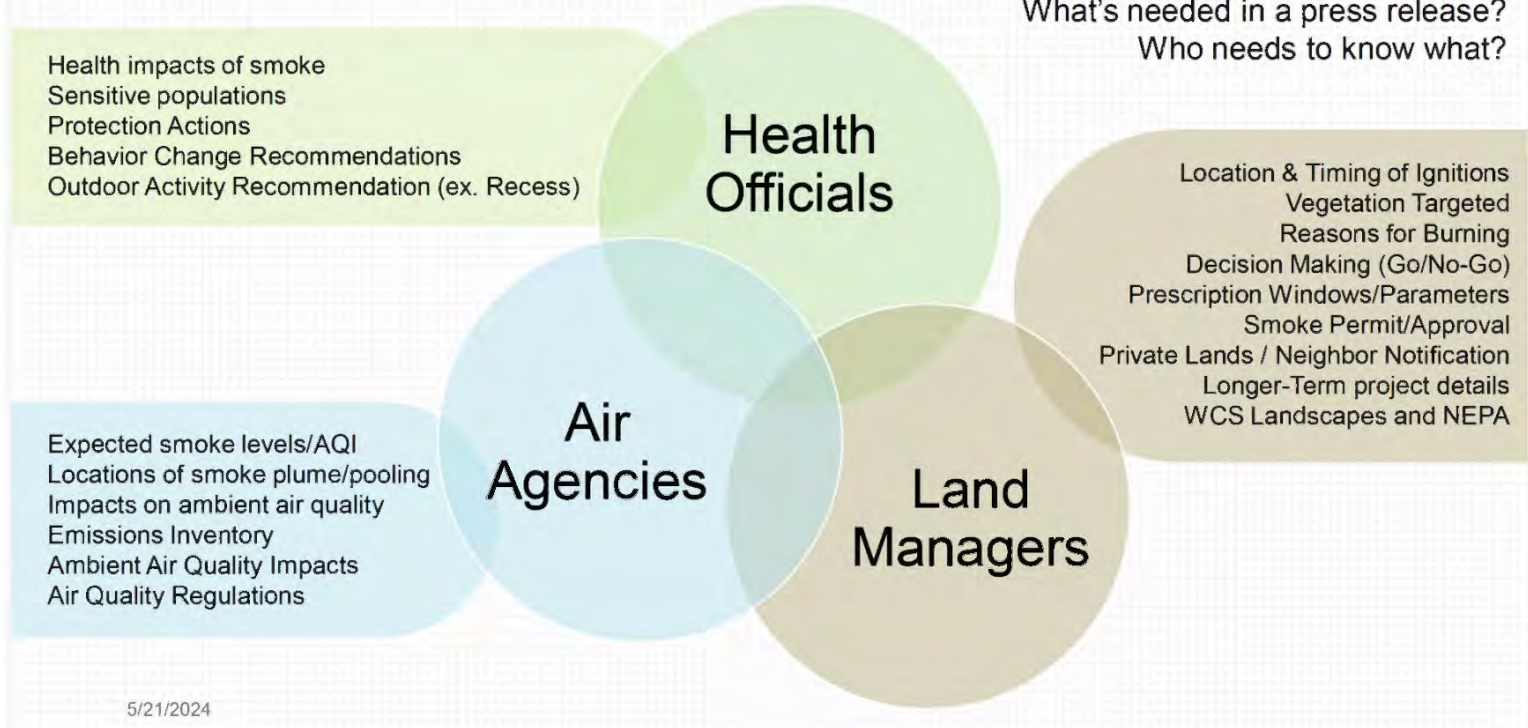 What's needed in a press release?
Who needs to know what?
Health impacts of smoke
Sensitive populations
Protection Actions
Behavior Change Recommendations
Outdoor Activity Recommendation (ex. Recess)
Health
Officials
Location & Timing of Ignitions
Vegetation Targeted
Reasons for Burning
Decision Making (Go/No-Go)
Prescription Windows/Parameters
Smoke Permit/Approval
Private Lands / Neighbor Notification
Longer-Term project details
WCS Landscapes and NEPA
Expected smoke levels/AQI
Locations of smoke plume/pooling
Impacts on ambient air quality
Emissions Inventory
Ambient Air Quality Impacts
Air Quality Regulations
Air
Agencies
Land
Managers
5/21/2024